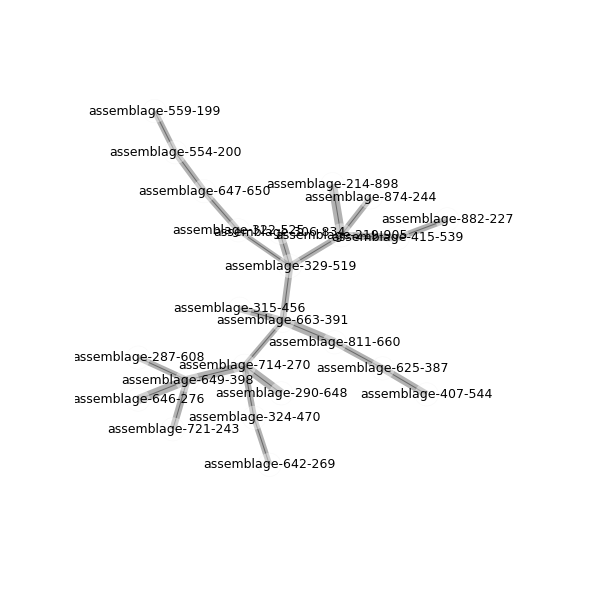 assemblage-559-199
assemblage-554-200
assemblage-214-898
assemblage-647-650
assemblage-874-244
assemblage-882-227
assemblage-322-525
assemblage-306-834
assemblage-219-905
assemblage-415-539
assemblage-329-519
assemblage-315-456
assemblage-663-391
assemblage-811-660
assemblage-287-608
assemblage-714-270
assemblage-625-387
assemblage-649-398
assemblage-290-648
assemblage-407-544
assemblage-646-276
assemblage-324-470
assemblage-721-243
assemblage-642-269